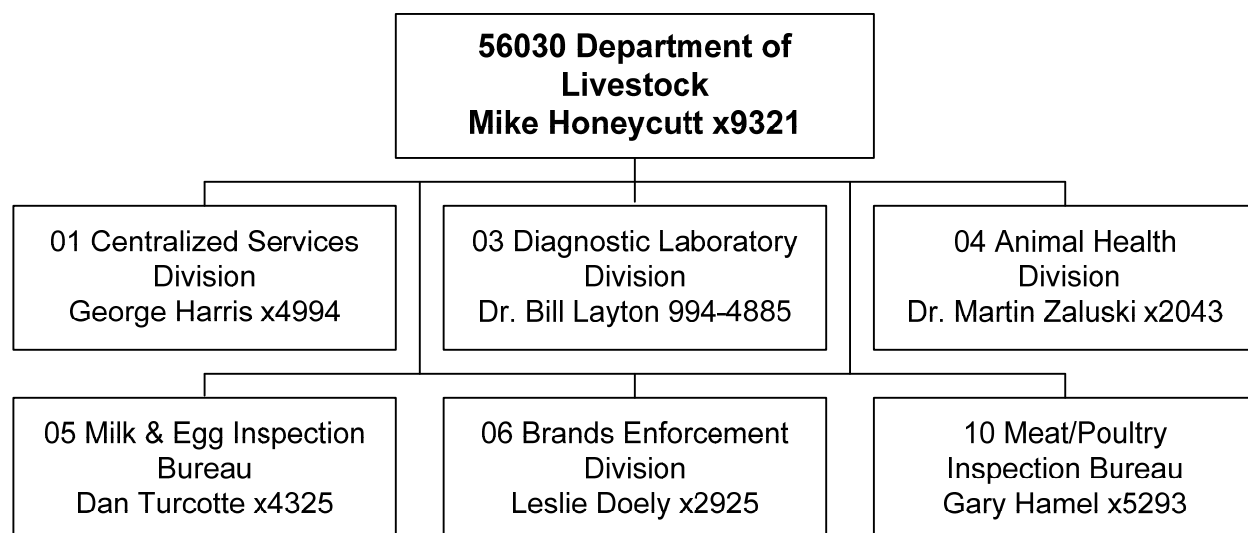 56030 Department of
Livestock
Mike Honeycutt x9321
01 Centralized Services
Division
George Harris x4994
03 Diagnostic Laboratory
Division
Dr. Bill Layton 994-4885
04 Animal Health
Division
Dr. Martin Zaluski x2043
05 Milk & Egg Inspection
Bureau
Dan Turcotte x4325
06 Brands Enforcement
Division
Leslie Doely x2925
10 Meat/Poultry
Inspection Bureau
Gary Hamel x5293